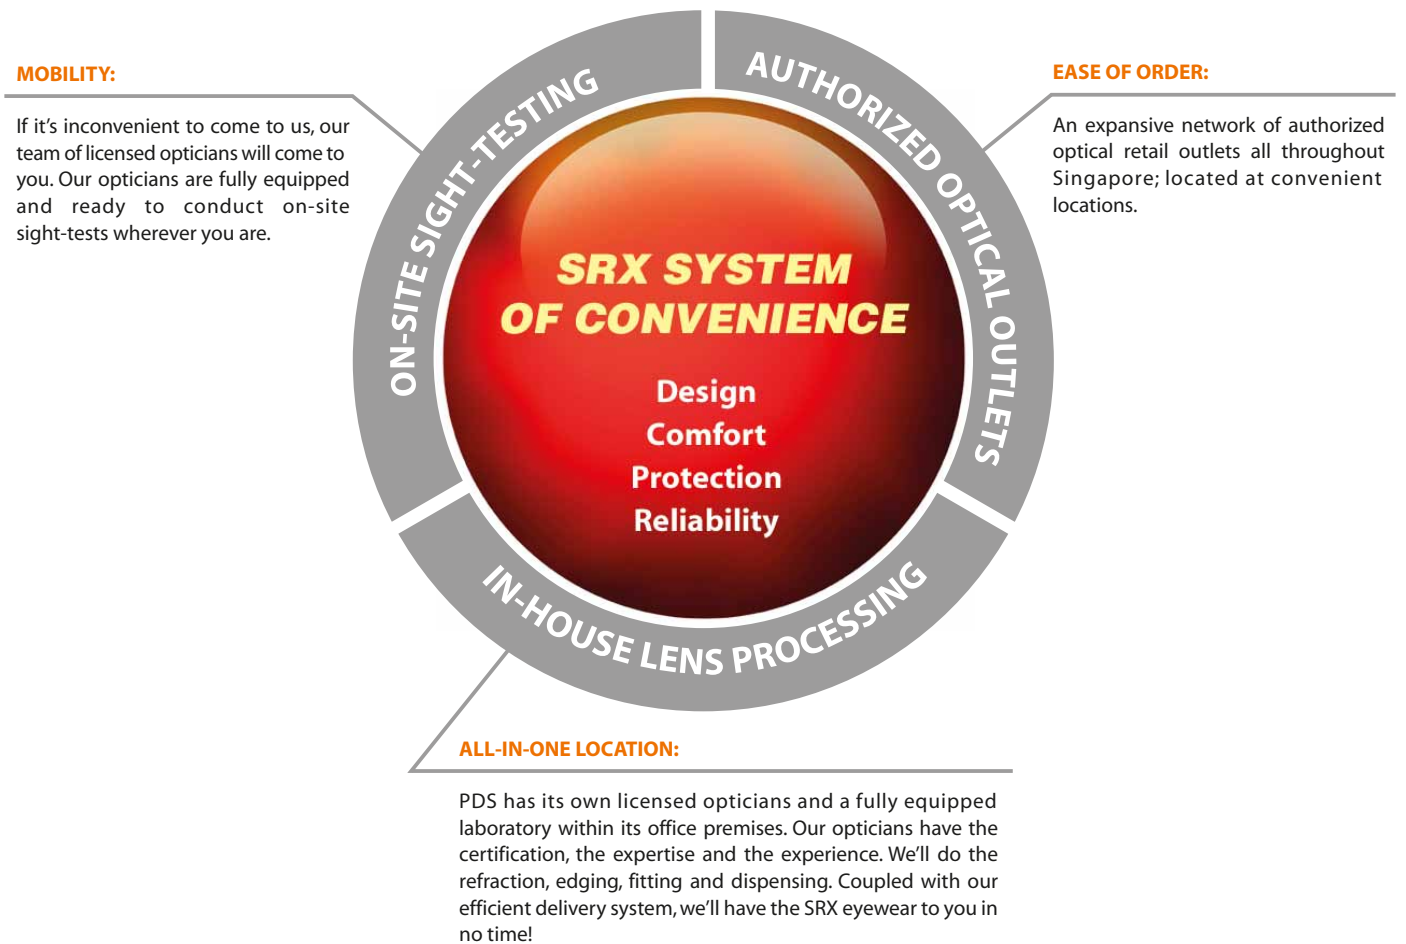 MOBILITY:
If it's inconvenient to come to us, our
team of licensed opticians will come to
you. Our opticians are fully equipped
and ready to conduct on-site
sight-tests wherever you are.
ON-SITE SIGHT-TESTING
AUTHORIZED OPTICAL OUTLETS
EASE OF ORDER:
An expansive network of authorized
optical retail outlets all throughout
Singapore; located at convenient
locations.
SRX SYSTEM
OF CONVENIENCE
Design
Comfort
Protection
Reliability
IN-HOUSE LENS PROCESSING
ALL-IN-ONE LOCATION:
PDS has its own licensed opticians and a fully equipped
laboratory within its office premises. Our opticians have the
certification, the expertise and the experience. We'll do the
refraction, edging, fitting and dispensing. Coupled with our
efficient delivery system, we'll have the SRX eyewear to you in
no time!